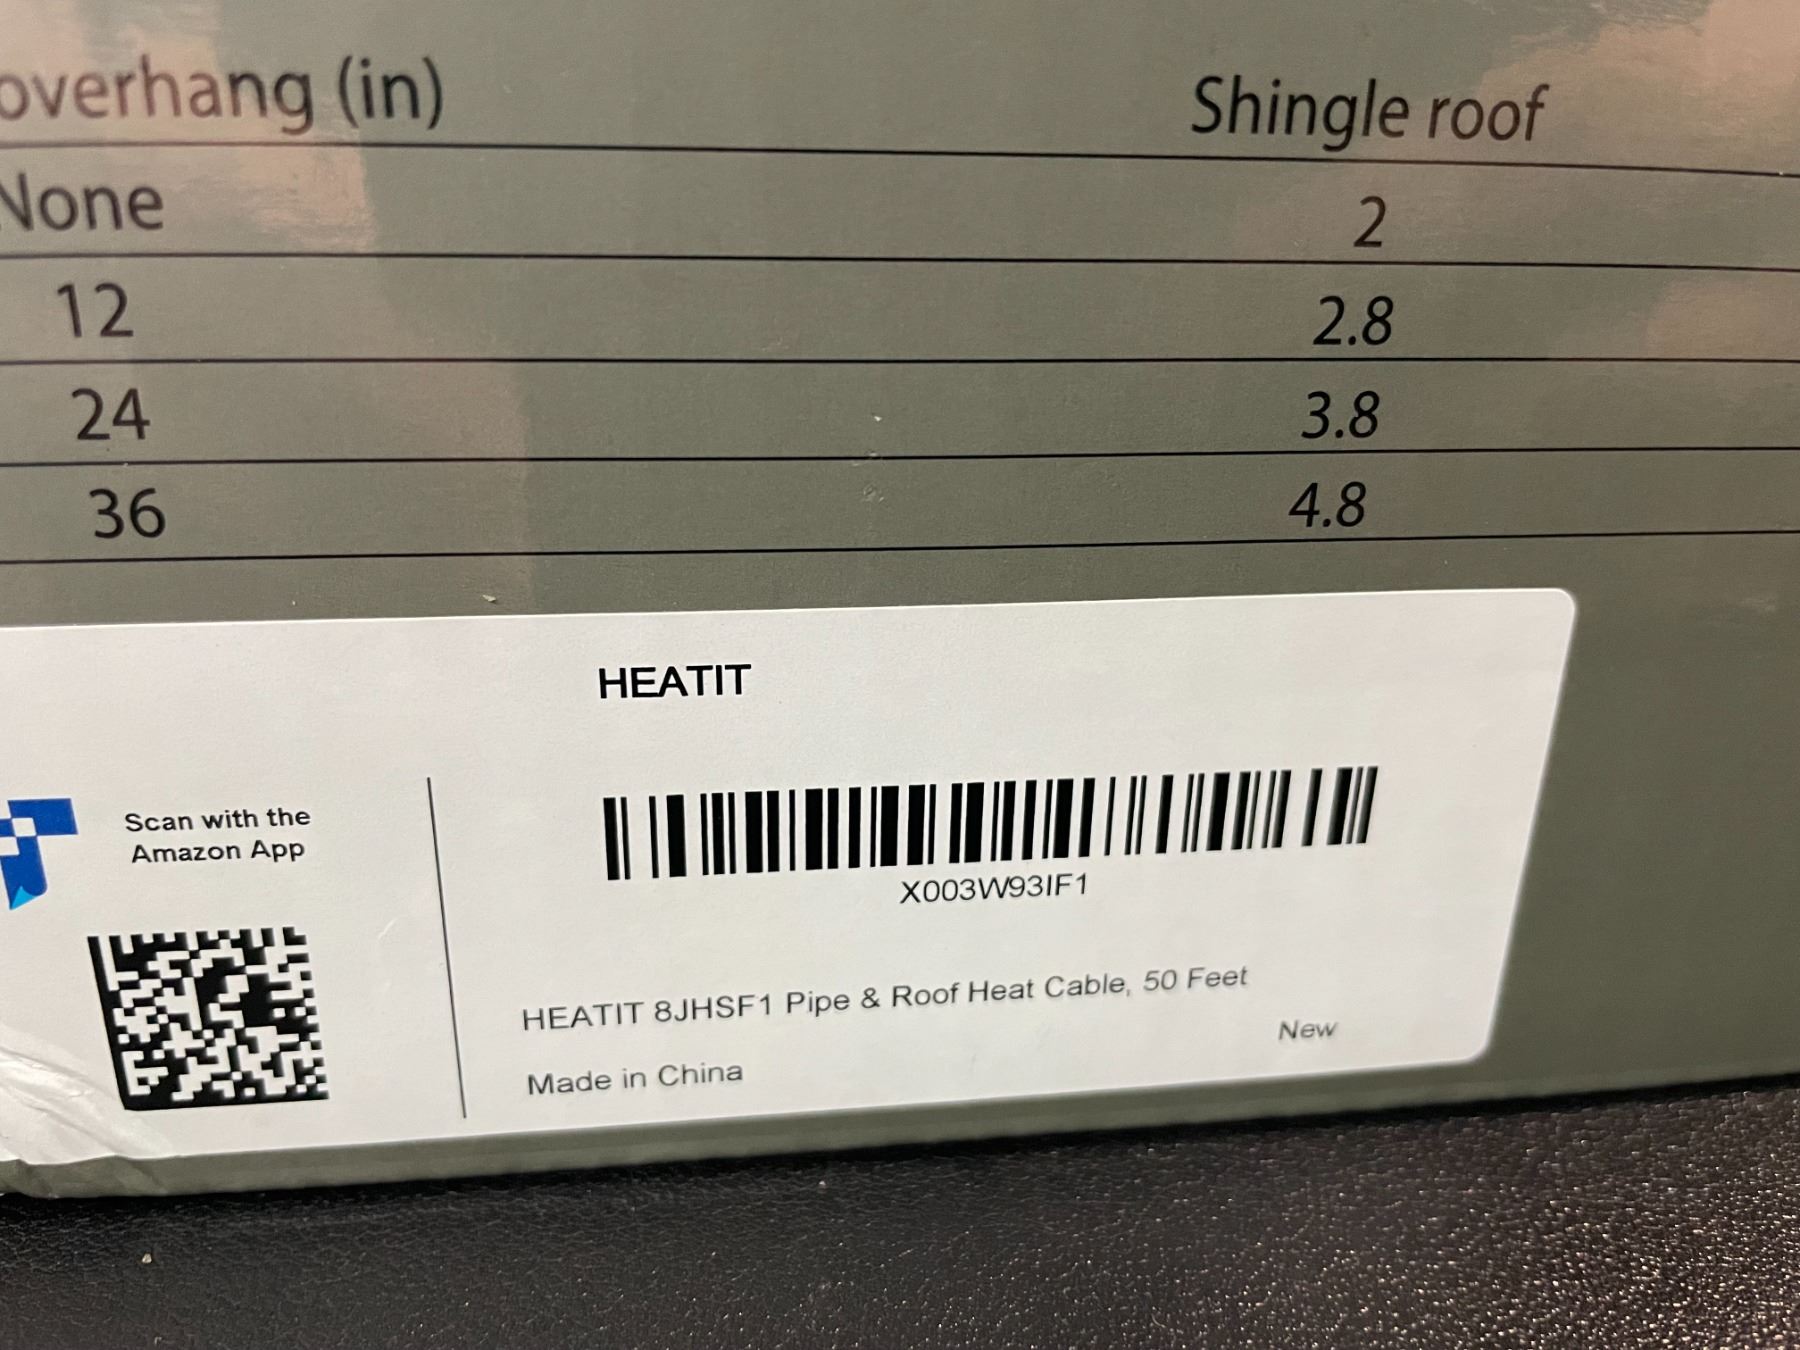 overhang (in) Shingle roof
None 2
12 2.8
24 3.8
36 4.8
HEATIT
Scan with the
Amazon App
X003W93IF1
HEATIT 8JHSF1 Pipe & Roof Heat Cable, 50 Feet
New
Made in China